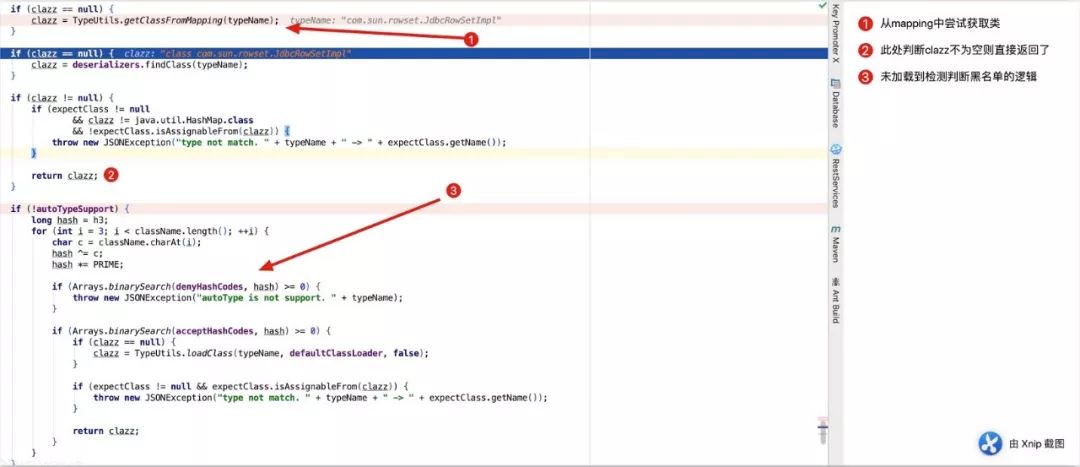 if (clazz == null) {
clazz = TypeUtils.getClassFromMapping(typeName); typeName: "com.sun.rowset.JdbcRowSetImpl"
}
1
if (clazz == null) { clazz: "class com.sun.rowset.JdbcRowSetImpl"
clazz = deserializers.findClass(typeName);
}
if (clazz != null) {
if (expectClass != null
&& clazz != java.util.HashMap.class
&& !expectClass.isAssignableFrom(clazz)) {
throw new JSONException("type not match. " + typeName + " -> " + expectClass.getName());
}
return clazz; 2
}
3
if (!autoTypeSupport) {
long hash = h3;
for (int i = 3; i < className.length(); ++i) {
char c = className.charAt(i);
hash ^= c;
hash *= PRIME;
if (Arrays.binarySearch(denyHashCodes, hash) >= 0) {
throw new JSONException("autoType is not support. " + typeName);
}
if (Arrays.binarySearch(acceptHashCodes, hash) >= 0) {
if (clazz == null) {
clazz = TypeUtils.loadClass(typeName, defaultClassLoader, false);
}
if (expectClass != null && expectClass.isAssignableFrom(clazz)) {
throw new JSONException("type not match. " + typeName + " -> " + expectClass.getName());
}
return clazz;
}
}
}
Key Promoter X
Database
RestServices
m Maven
Ant Build
1 从mapping中尝试获取类
2 此处判断clazz不为空则直接返回了
3 未加载到检测判断黑名单的逻辑
由 Xnip 截图